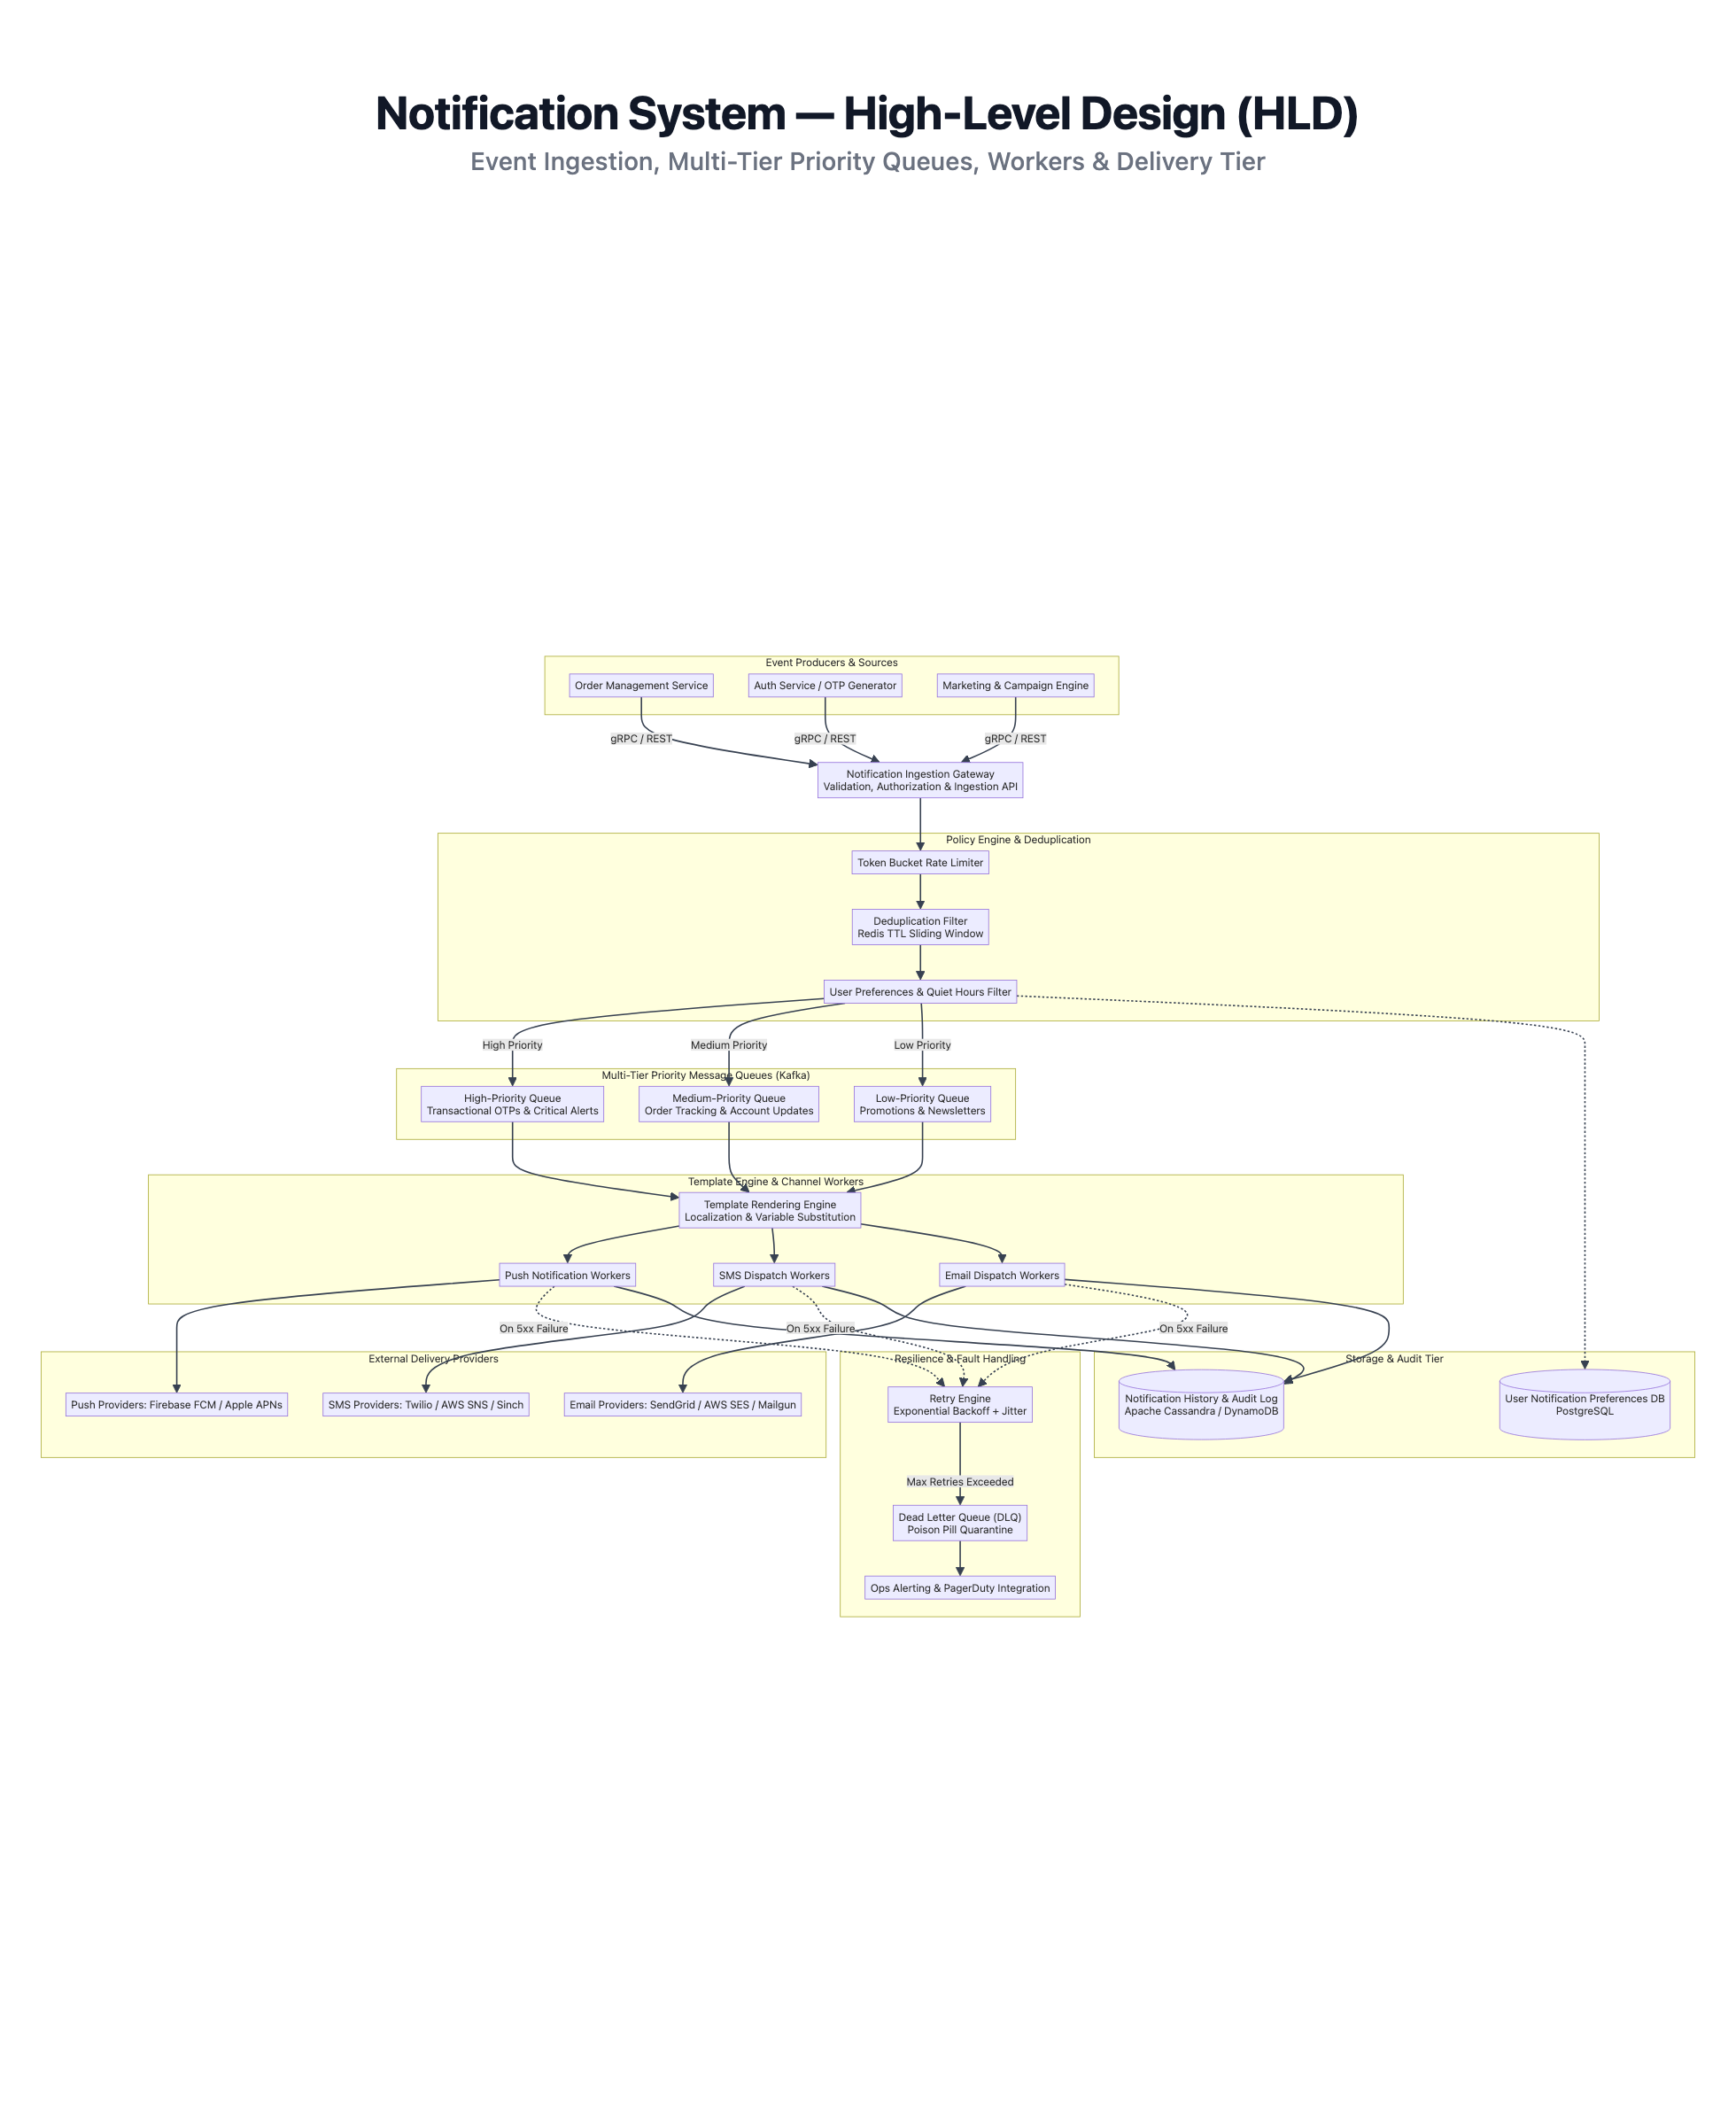 Notification System — High-Level Design (HLD)
Event Ingestion, Multi-Tier Priority Queues, Workers & Delivery Tier
Event Producers & Sources
Order Management Service
Auth Service / OTP Generator
Marketing & Campaign Engine
gRPC / REST
gRPC / REST
gRPC / REST
Notification Ingestion Gateway
Validation, Authorization & Ingestion API
Policy Engine & Deduplication
Token Bucket Rate Limiter
Deduplication Filter
Redis TTL Sliding Window
User Preferences & Quiet Hours Filter
High Priority
Medium Priority
Low Priority
Multi-Tier Priority Message Queues (Kafka)
High-Priority Queue
Transactional OTPs & Critical Alerts
Medium-Priority Queue
Order Tracking & Account Updates
Low-Priority Queue
Promotions & Newsletters
Template Engine & Channel Workers
Template Rendering Engine
Localization & Variable Substitution
Push Notification Workers
SMS Dispatch Workers
Email Dispatch Workers
On 5xx Failure
On 5xx Failure
On 5xx Failure
External Delivery Providers
Push Providers: Firebase FCM / Apple APNs
SMS Providers: Twilio / AWS SNS / Sinch
Email Providers: SendGrid / AWS SES / Mailgun
Resilience & Fault Handling
Retry Engine
Exponential Backoff + Jitter
Max Retries Exceeded
Dead Letter Queue (DLQ)
Poison Pill Quarantine
Ops Alerting & PagerDuty Integration
Storage & Audit Tier
Notification History & Audit Log
Apache Cassandra / DynamoDB
User Notification Preferences DB
PostgreSQL